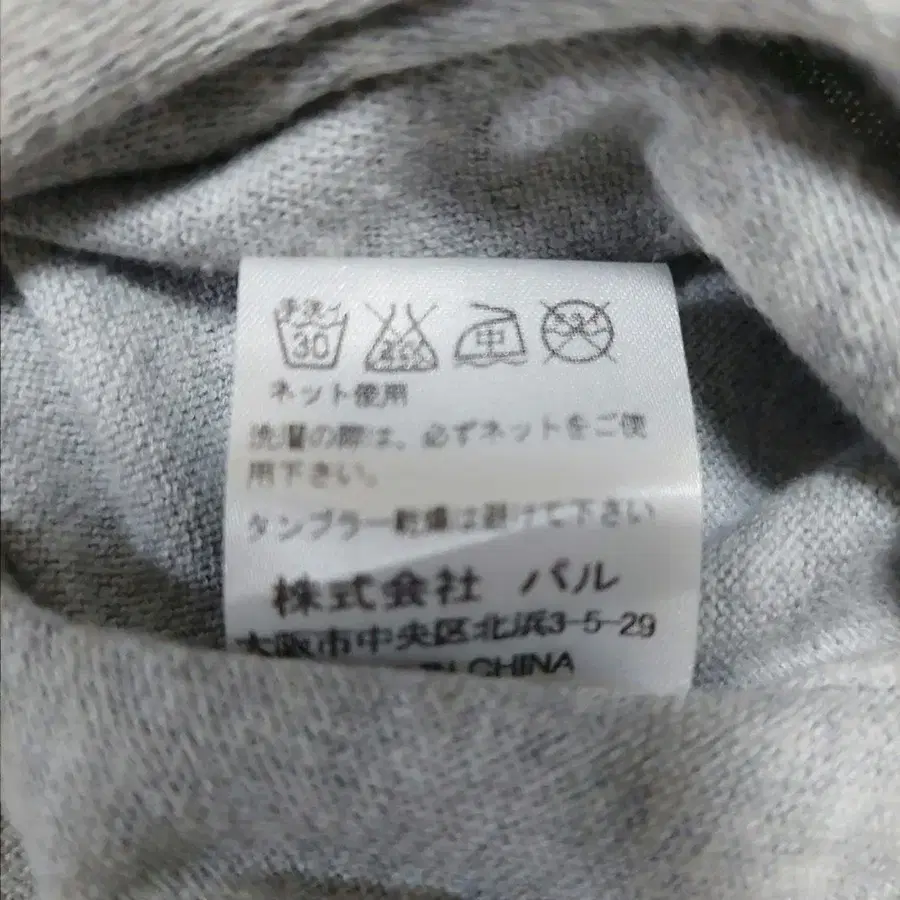 手洗イ
30
中
ネット使用
洗濯の際は、必ずネットをご使
用下さい。
タンブラー乾燥は避けて下さい
株式会社 パル
大阪市中央区北浜3-5-29
IN CHINA